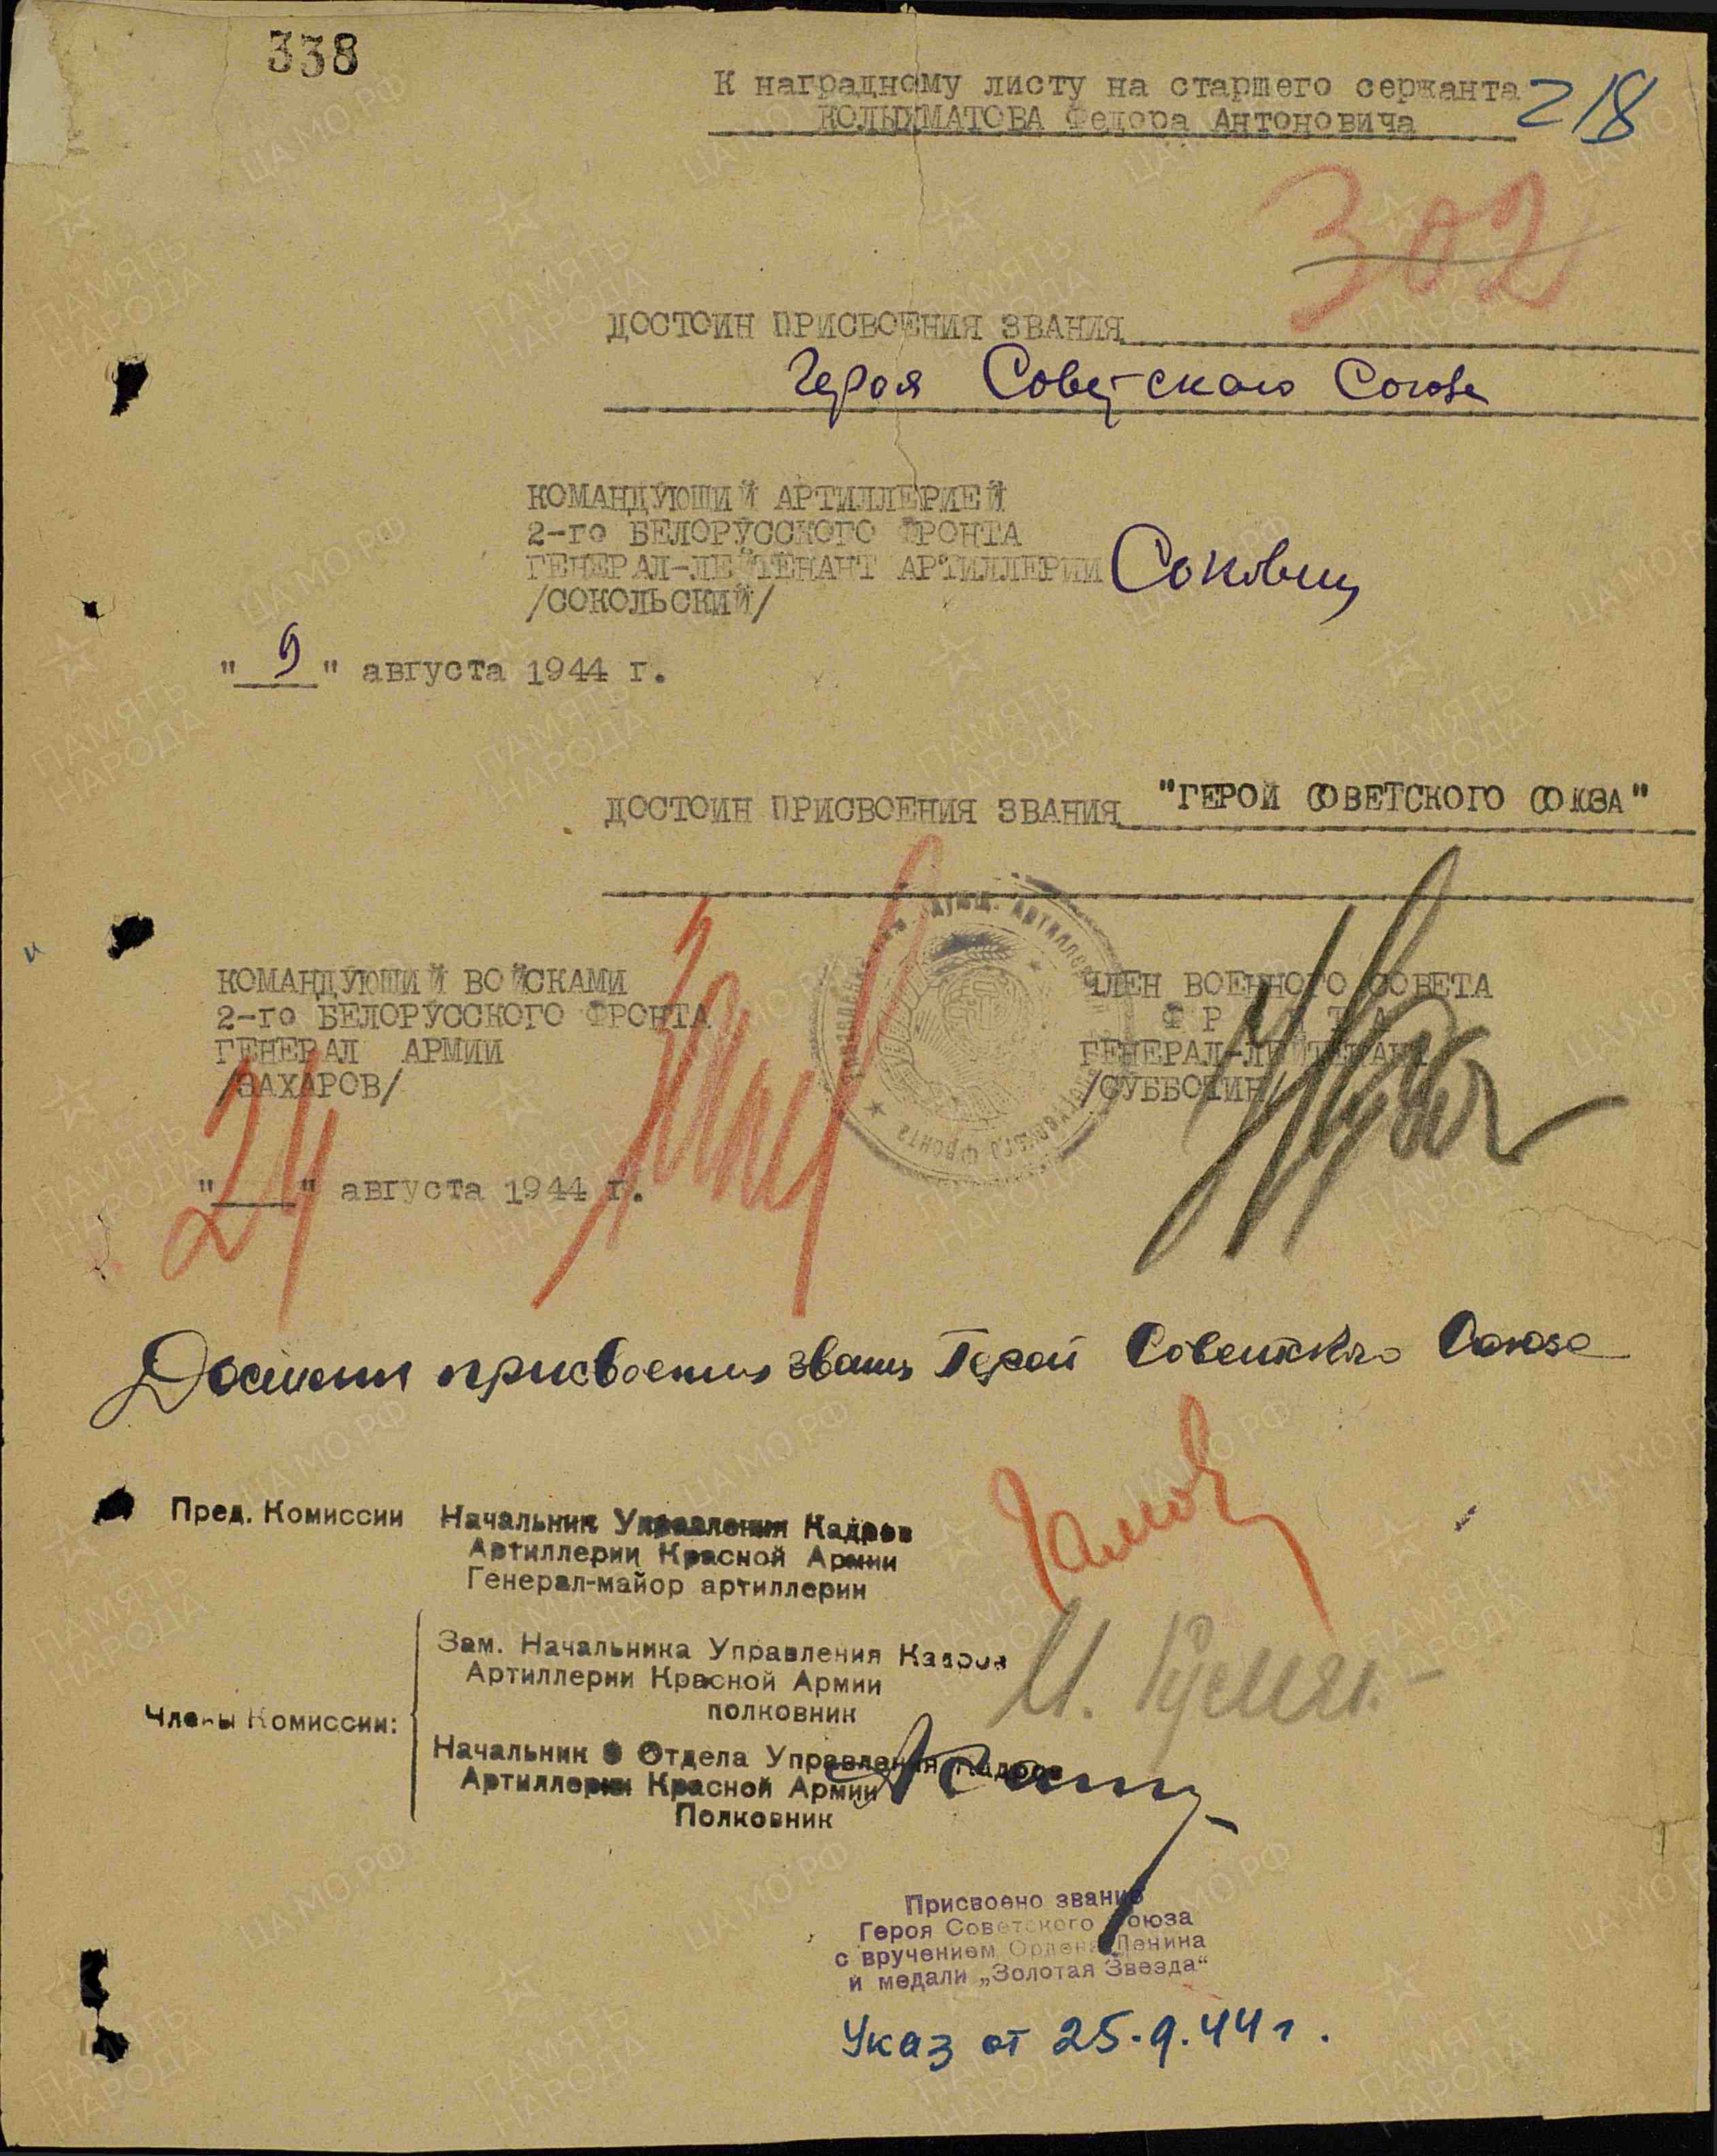 338
К наградному листу на старшего сержанта
КОЛЫХМАТОВА Федора Антоновича
218
302
ДОСТОИН ПРИСВОЕНИЯ ЗВАНИЯ
Героя Советского Союза
КОМАНДУЮЩИЙ АРТИЛЛЕРИЕЙ
2-го БЕЛОРУССКОГО ФРОНТА
ГЕНЕРАЛ-ЛЕЙТЕНАНТ АРТИЛЛЕРИИ
/СОКОЛЬСКИЙ/
"9" августа 1944 г.
ДОСТОИН ПРИСВОЕНИЯ ЗВАНИЯ "ГЕРОЙ СОВЕТСКОГО СОЮЗА"
КОМАНДУЮЩИЙ ВОЙСКАМИ
2-го БЕЛОРУССКОГО ФРОНТА
ГЕНЕРАЛ АРМИИ
/ЗАХАРОВ/
"24" августа 1944 г.
ЧЛЕН ВОЕННОГО СОВЕТА
ФРОНТА
ГЕНЕРАЛ-ЛЕЙТЕНАНТ
/СУББОТИН/
Достоин присвоения звания Герой Советского Союза
Пред. Комиссии
Начальник Управления Кадров
Артиллерии Красной Армии
Генерал-майор артиллерии
Члены Комиссии:
Зам. Начальника Управления Кадров
Артиллерии Красной Армии
полковник
Начальник Отдела Управления Кадров
Артиллерии Красной Армии
Полковник
Присвоено звание
Героя Советского Союза
с вручением Ордена Ленина
и медали „Золотая Звезда“
Указ от 25.9.44 г.